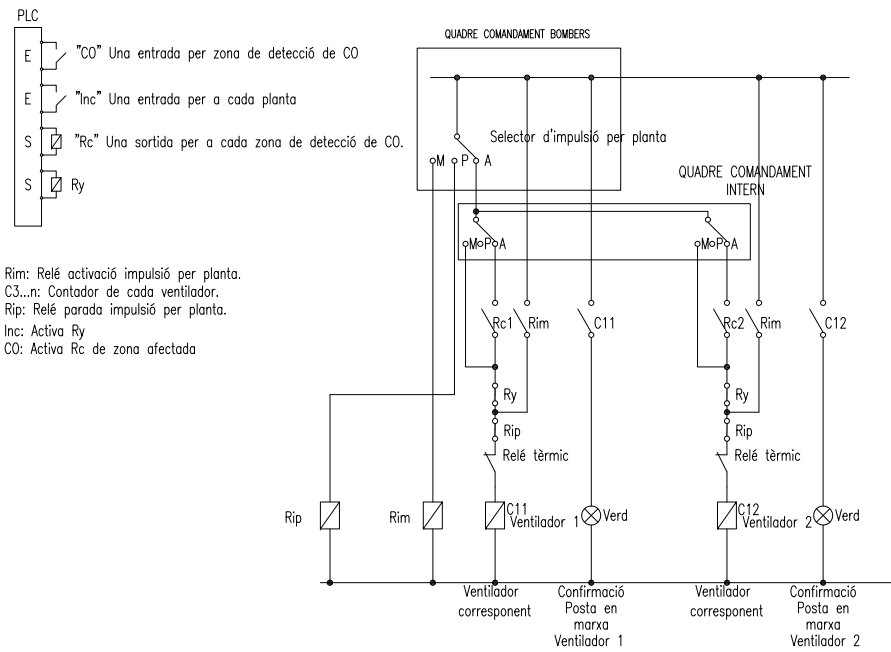 PLC
E
"CO" Una entrada per zona de detecció de CO
E
"Inc" Una entrada per a cada planta
S
"Rc" Una sortida per a cada zona de detecció de CO.
S
Ry
Rim: Relé activació impulsió per planta.
C3...n: Contador de cada ventilador.
Rip: Relé parada impulsió per planta.
Inc: Activa Ry
CO: Activa Rc de zona afectada
QUADRE COMANDAMENT BOMBERS
Selector d'impulsió per planta
M P A
QUADRE COMANDAMENT
INTERN
M P A
M P A
Rc1
Rim
C11
Rc2
Rim
C12
Ry
Ry
Rip
Rip
Relé tèrmic
Relé tèrmic
Rip
Rim
C11
Ventilador 1
Verd
C12
Ventilador 2
Verd
Ventilador
corresponent
Confirmació
Posta en
marxa
Ventilador 1
Ventilador
corresponent
Confirmació
Posta en
marxa
Ventilador 2